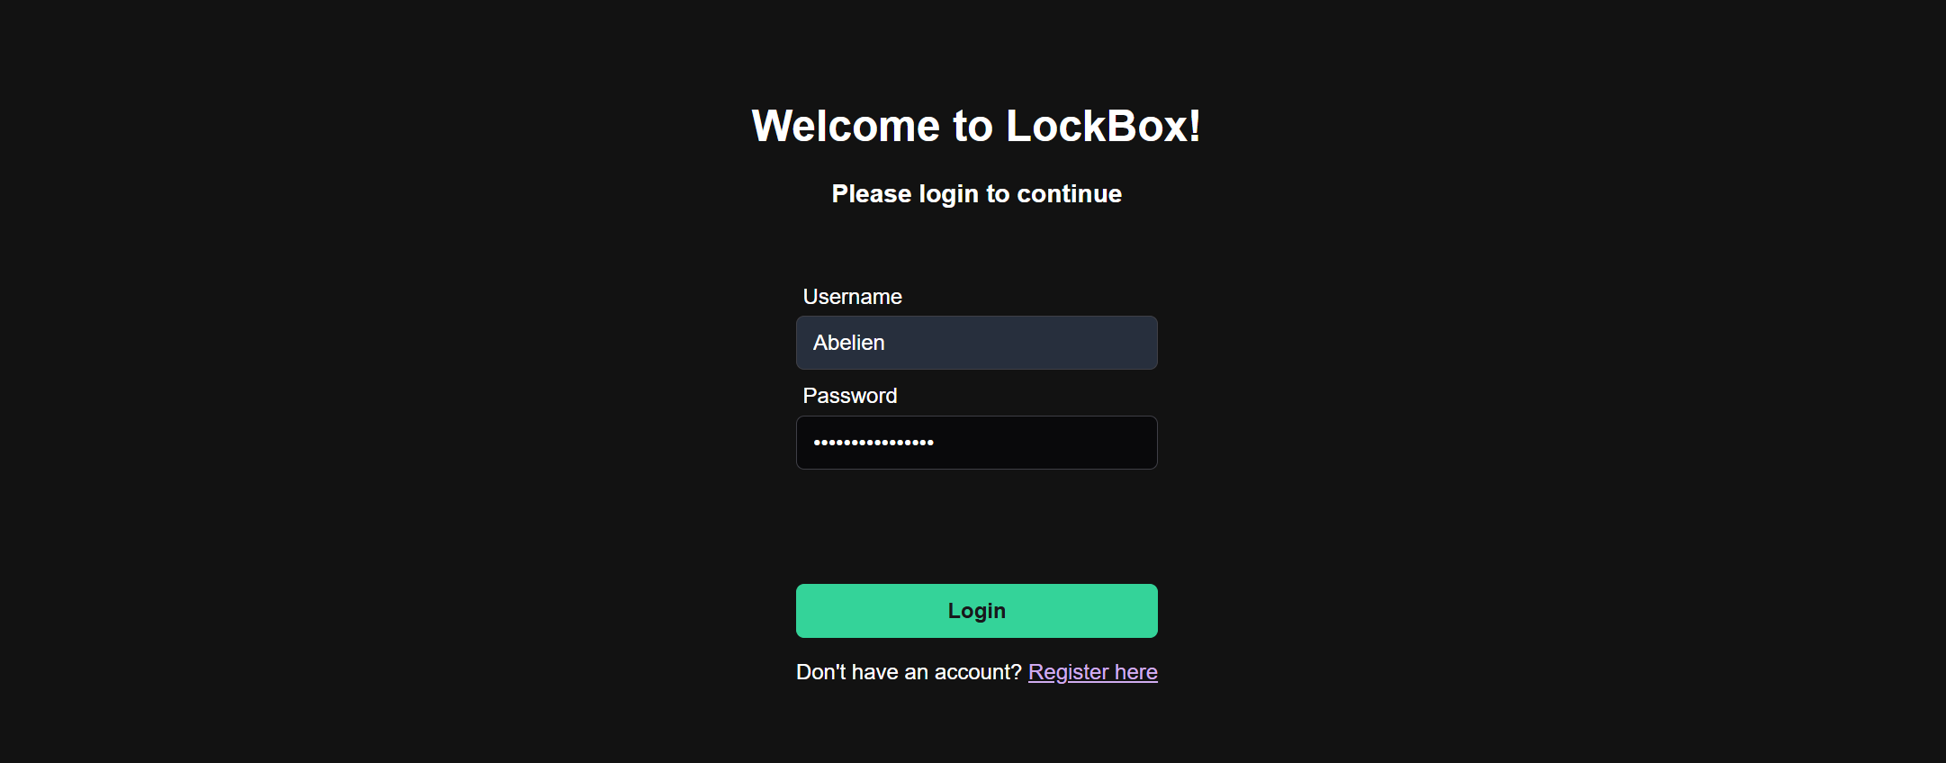 Welcome to LockBox!
Please login to continue
Username
Abelien
Password
••••••••••••••••
Login
Don't have an account? Register here